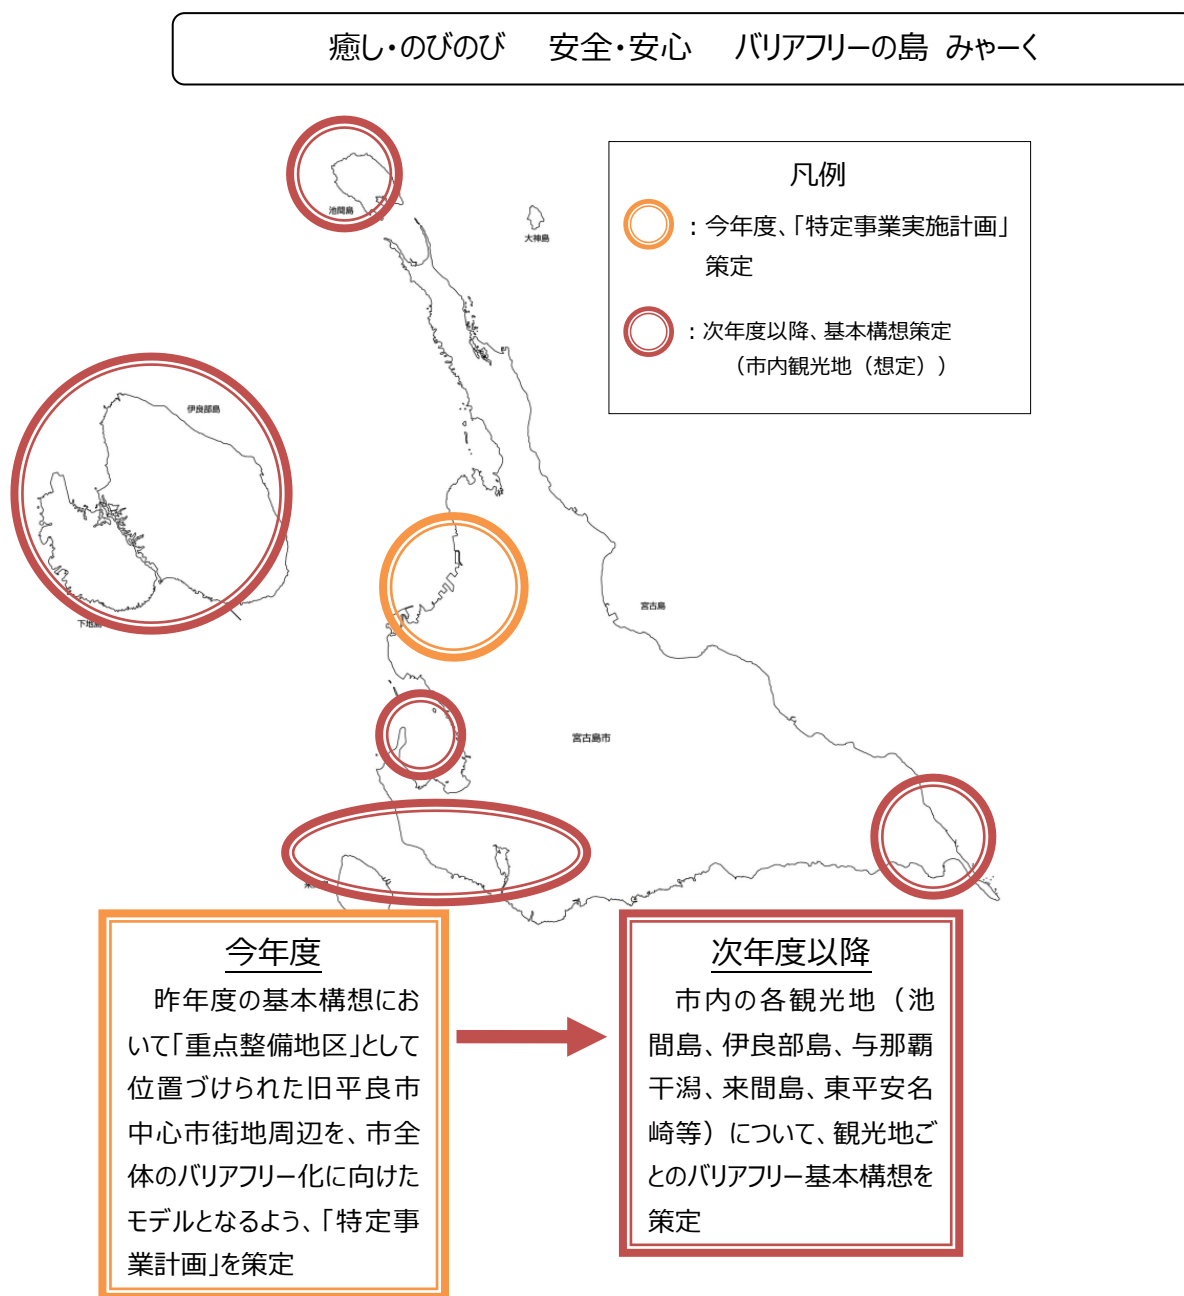 癒し・のびのび 安全・安心 バリアフリーの島 みゃーく
凡例
：今年度、「特定事業実施計画」
策定
：次年度以降、基本構想策定
（市内観光地（想定））
池間島
大神島
伊良部島
下地島
宮古島
宮古島市
今年度
昨年度の基本構想にお
いて「重点整備地区」として
位置づけられた旧平良市
中心市街地周辺を、市全
体のバリアフリー化に向けた
モデルとなるよう、「特定事
業計画」を策定
次年度以降
市内の各観光地（池
間島、伊良部島、与那覇
干潟、来間島、東平安名
崎等）について、観光地ご
とのバリアフリー基本構想を
策定